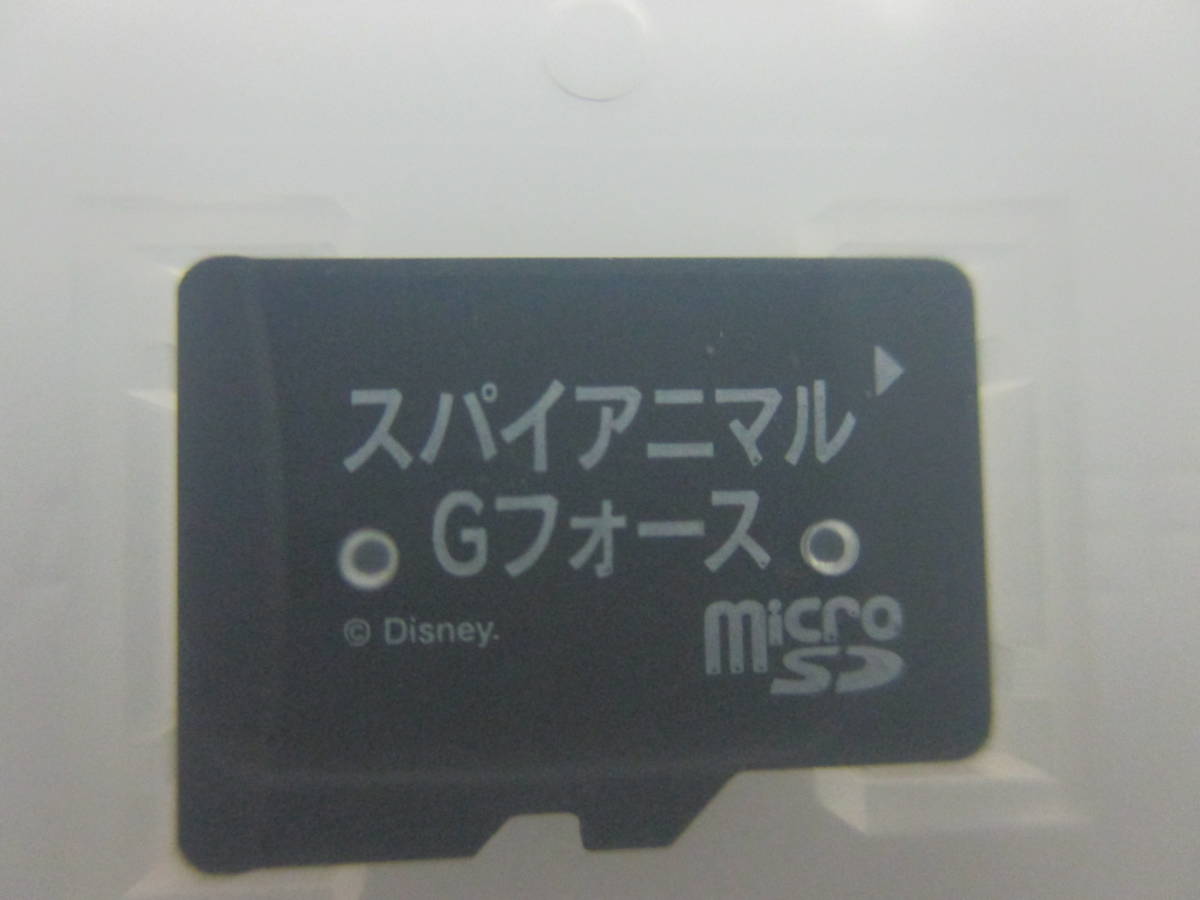 スパイアニマル
Gフォース
© Disney.
micro
SD